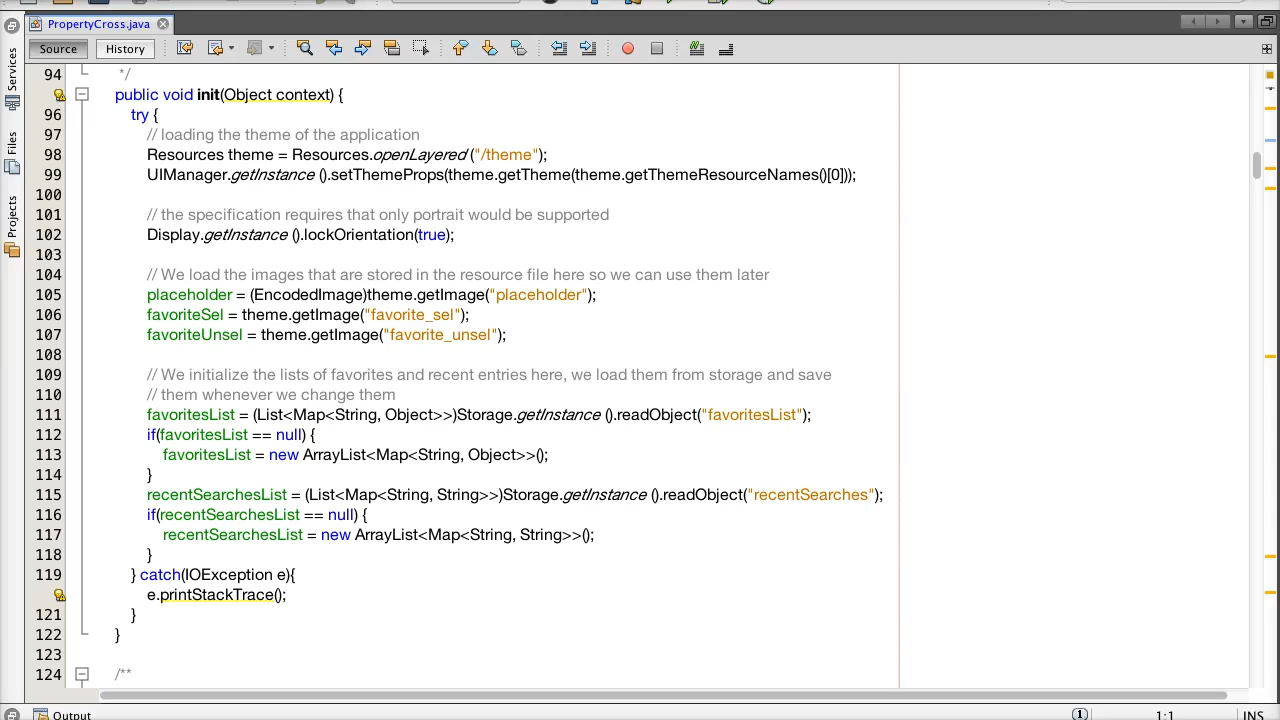 PropertyCross.java
Source
History
Services
Files
Projects
94 */
public void init(Object context) {
96 try {
97 // loading the theme of the application
98 Resources theme = Resources.openLayered("/theme");
99 UIManager.getInstance().setThemeProps(theme.getTheme(theme.getThemeResourceNames()[0]));
100
101 // the specification requires that only portrait would be supported
102 Display.getInstance().lockOrientation(true);
103
104 // We load the images that are stored in the resource file here so we can use them later
105 placeholder = (EncodedImage)theme.getImage("placeholder");
106 favoriteSel = theme.getImage("favorite_sel");
107 favoriteUnsel = theme.getImage("favorite_unsel");
108
109 // We initialize the lists of favorites and recent entries here, we load them from storage and save
110 // them whenever we change them
111 favoritesList = (List<Map<String, Object>>)Storage.getInstance().readObject("favoritesList");
112 if(favoritesList == null) {
113 favoritesList = new ArrayList<Map<String, Object>>();
114 }
115 recentSearchesList = (List<Map<String, String>>)Storage.getInstance().readObject("recentSearches");
116 if(recentSearchesList == null) {
117 recentSearchesList = new ArrayList<Map<String, String>>();
118 }
119 } catch(IOException e){
e.printStackTrace();
121 }
122 }
123
124 /**
Output
1:1
INS